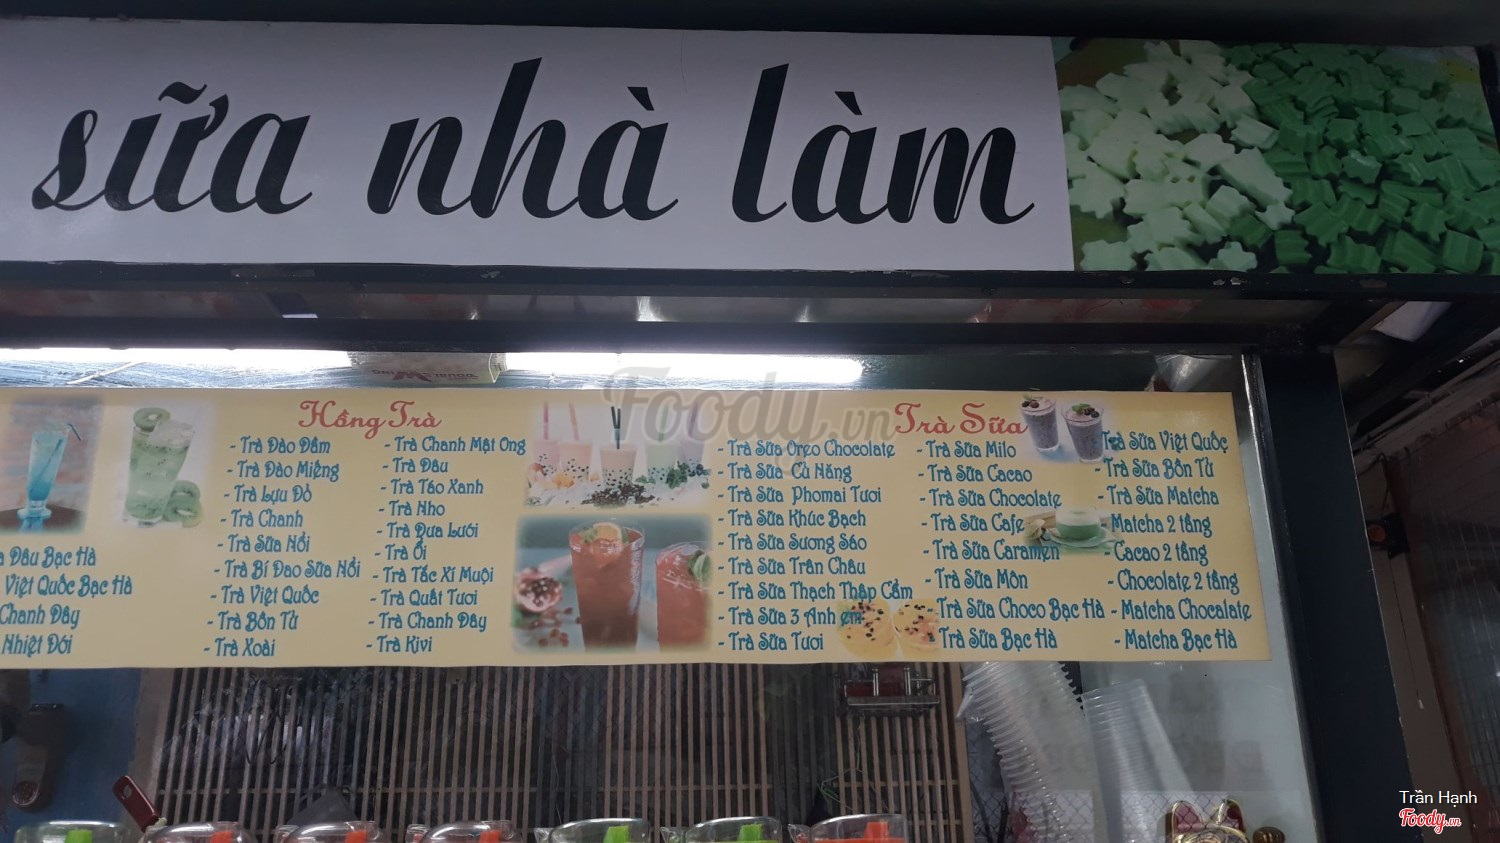 sữa nhà làm
a Dâu Bạc Hà
Việt Quốc Bạc Hà
Chanh Dây
Nhiệt Đới
Hồng Trà
- Trà Đào Dầm
- Trà Đào Miệng
- Trà Lựu Đỏ
- Trà Chanh
- Trà Sữa Nổi
- Trà Bí Đao Sữa Nổi
- Trà Việt Quốc
- Trà Bôn Tử
- Trà Xoài
- Trà Chanh Mật Ong
- Trà Dâu
- Trà Táo Xanh
- Trà Nho
- Trà Dưa Lưới
- Trà Ổi
- Trà Tắc Xí Muội
- Trà Quất Tươi
- Trà Chanh Dây
- Trà Kivi
Trà Sữa
- Trà Sữa Oreo Chocolate
- Trà Sữa Củ Năng
- Trà Sữa Phomai Tươi
- Trà Sữa Khúc Bạch
- Trà Sữa Sương Sáo
- Trà Sữa Trân Châu
- Trà Sữa Thạch Thập Cẩm
- Trà Sữa 3 Anh em
- Trà Sữa Tươi
- Trà Sữa Milo
- Trà Sữa Cacao
- Trà Sữa Chocolate
- Trà Sữa Cafe
- Trà Sữa Caramen
- Trà Sữa Môn
Trà Sữa Choco Bạc Hà
Trà Sữa Bạc Hà
Trà Sữa Việt Quốc
- Trà Sữa Bôn Tử
- Trà Sữa Matcha
Matcha 2 tầng
Cacao 2 tầng
- Chocolate 2 tầng
- Matcha Chocalate
- Matcha Bạc Hà
Foody.vn
Trần Hạnh
Foody.vn